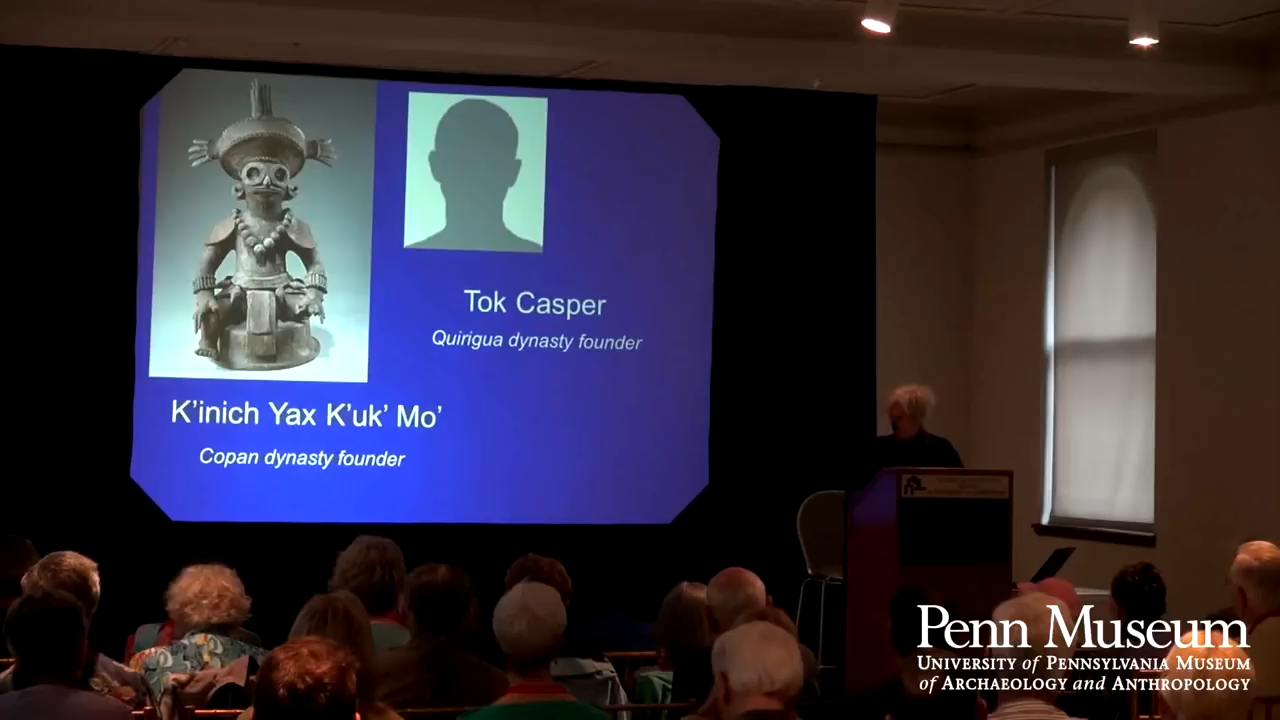 Tok Casper
Quirigua dynasty founder
K'inich Yax K'uk' Mo'
Copan dynasty founder
Penn Museum
University of Pennsylvania Museum
of Archaeology and Anthropology